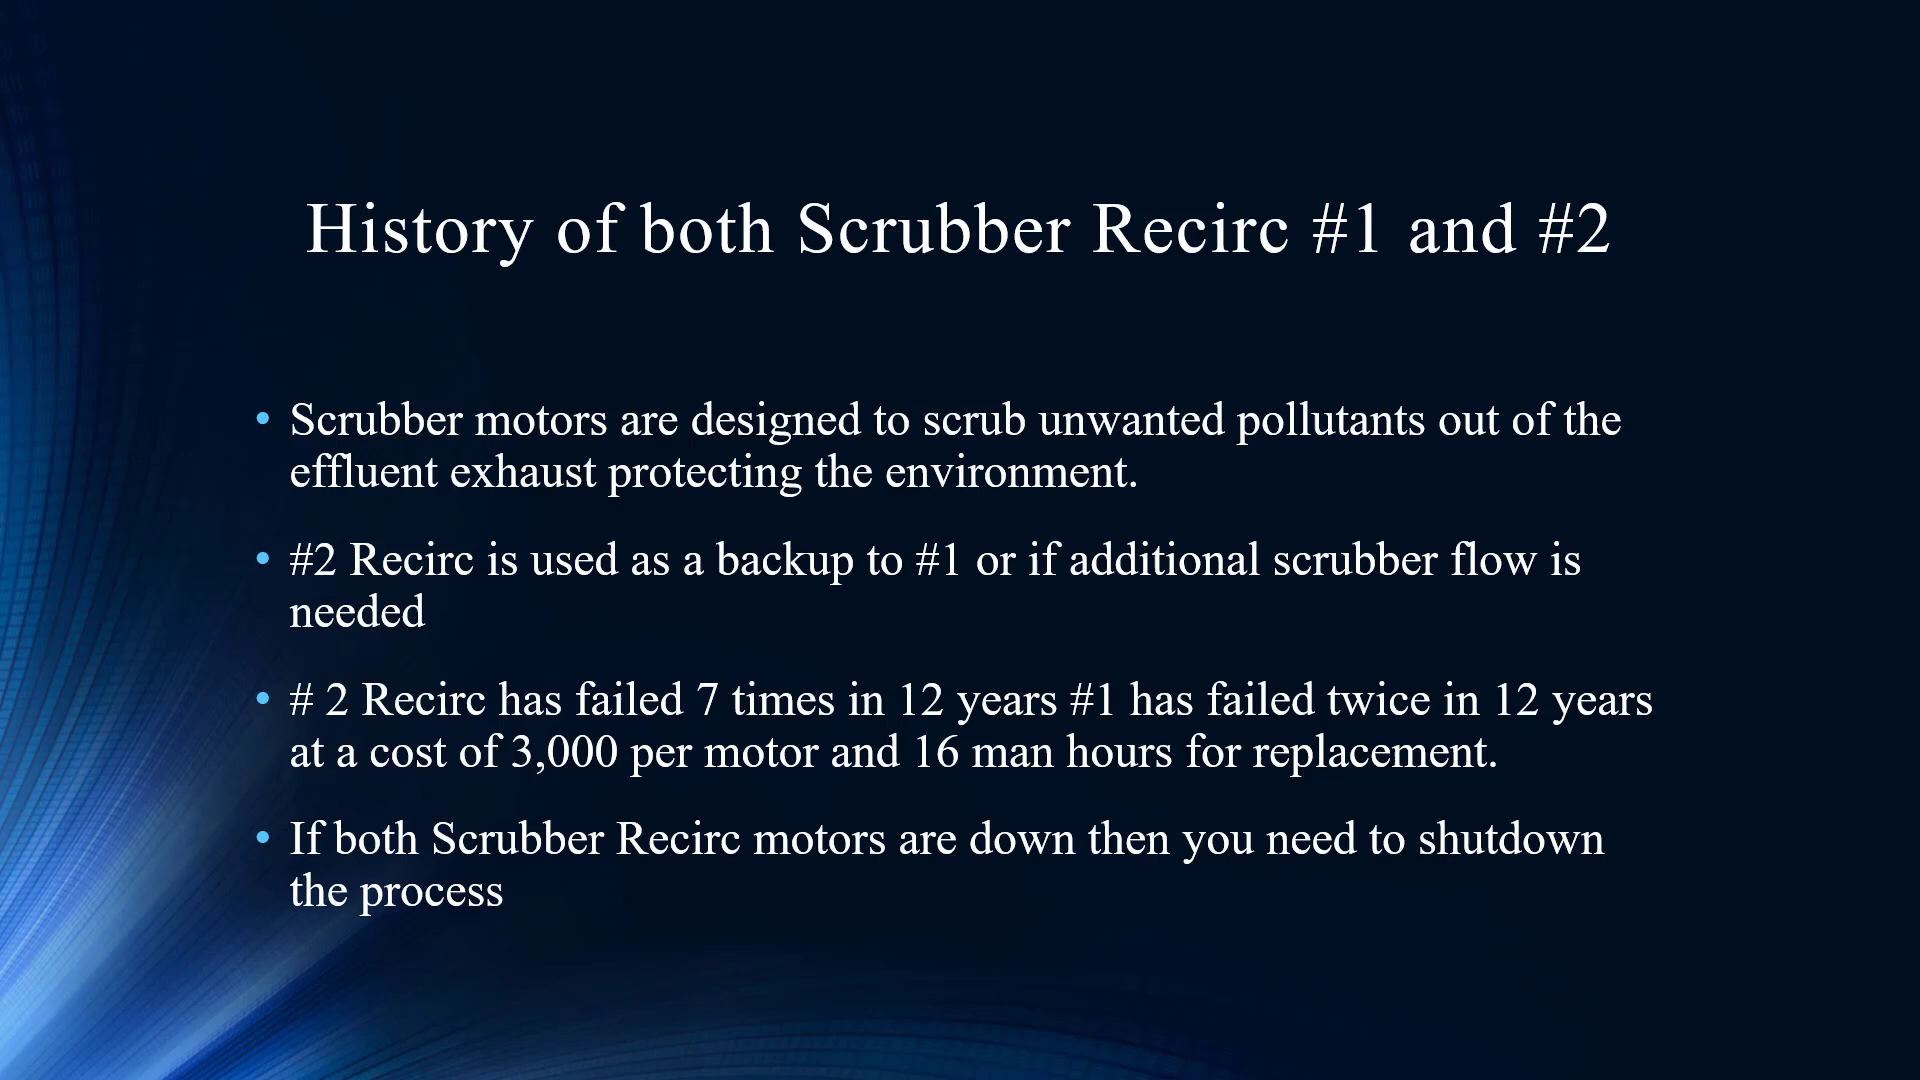 History of both Scrubber Recirc #1 and #2
• Scrubber motors are designed to scrub unwanted pollutants out of the
effluent exhaust protecting the environment.
• #2 Recirc is used as a backup to #1 or if additional scrubber flow is
needed
• # 2 Recirc has failed 7 times in 12 years #1 has failed twice in 12 years
at a cost of 3,000 per motor and 16 man hours for replacement.
• If both Scrubber Recirc motors are down then you need to shutdown
the process